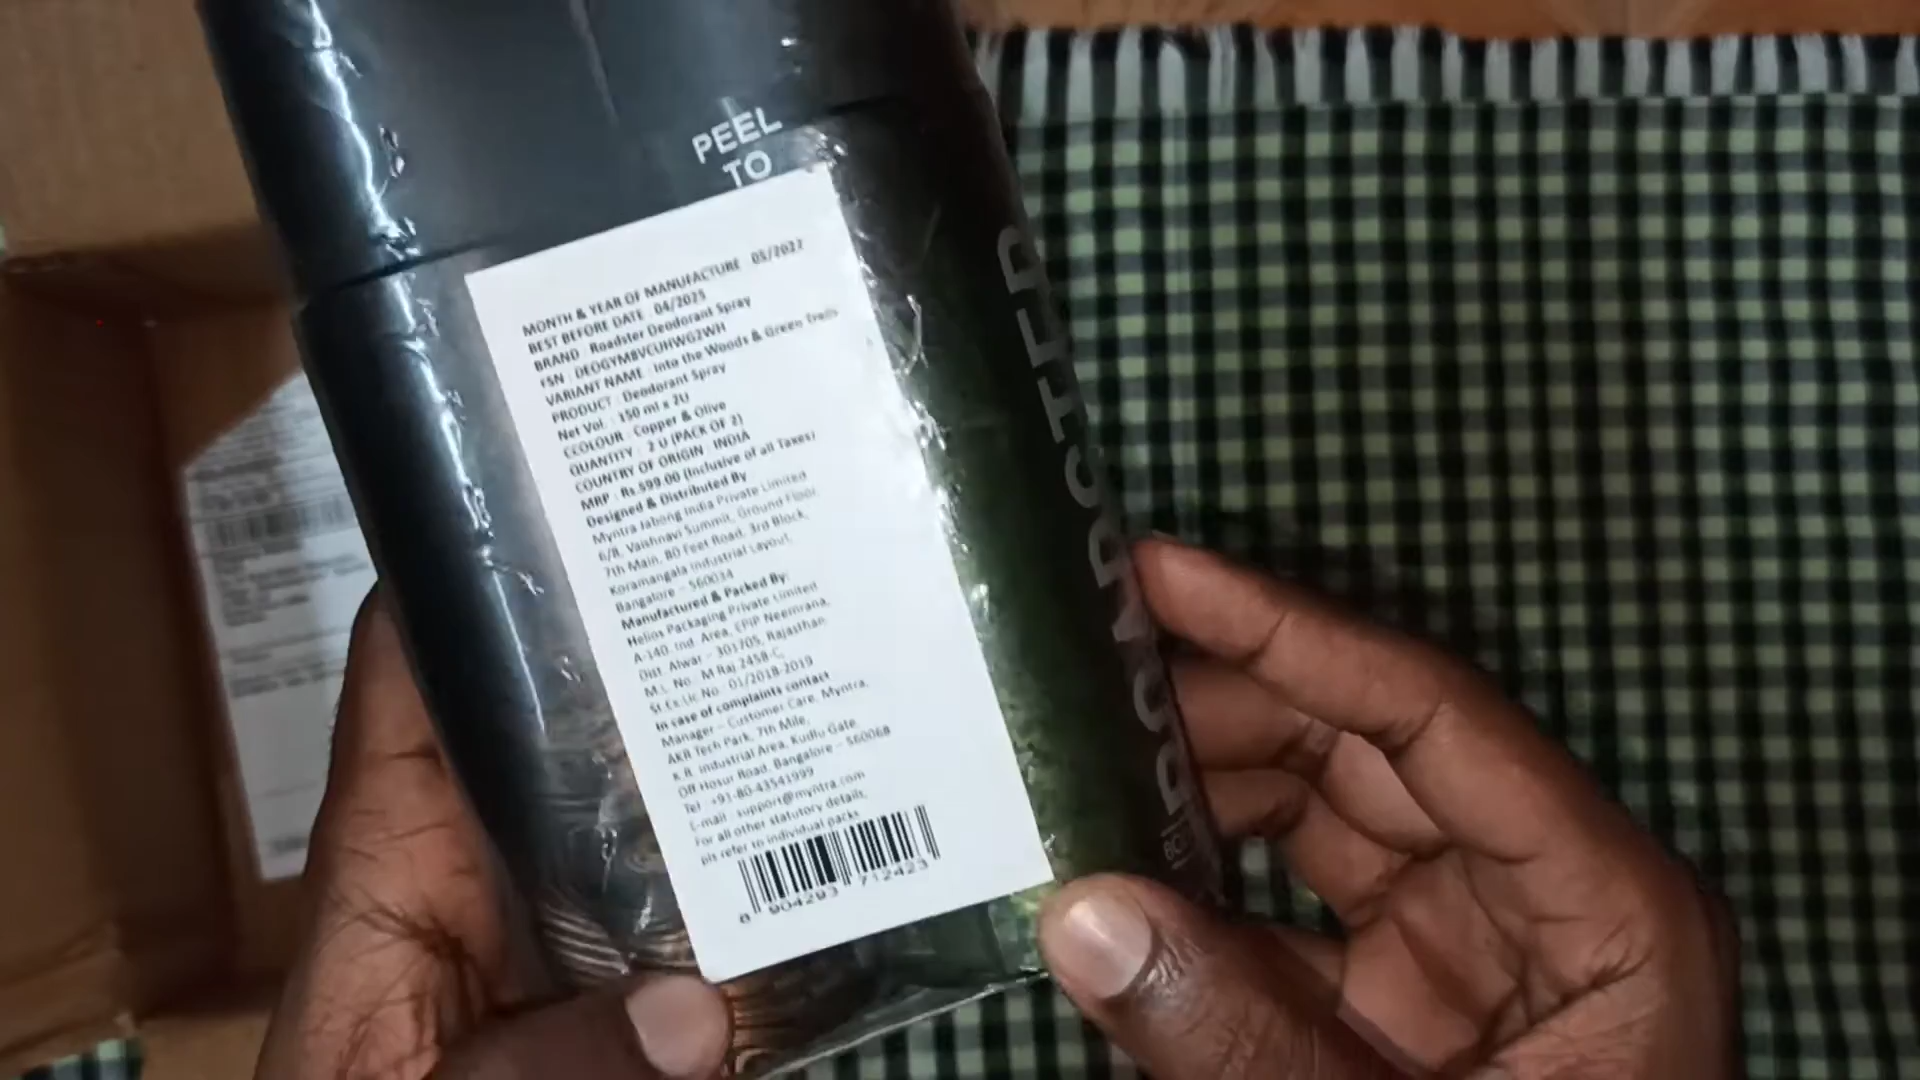 PEEL
TO
MONTH & YEAR OF MANUFACTURE : 05/2022
BEST BEFORE DATE : 04/2025
BRAND : Roadster Deodorant Spray
FSN : DEOGYM8VCUHWG2WH
VARIANT NAME : Into the Woods & Green Trails
PRODUCT : Deodorant Spray
Net Vol. : 150 ml x 2U
CCOLOUR : Copper & Olive
QUANTITY : 2 U (PACK OF 2)
COUNTRY OF ORIGIN : INDIA
MRP : Rs.599.00 (Inclusive of all Taxes)
Designed & Distributed By
Myntra Jabong India Private Limited
6/B, Vaishnavi Summit, Ground Floor,
7th Main, 80 Feet Road, 3rd Block,
Koramangala Industrial Layout,
Bangalore – 560034
Manufactured & Packed By:
Helios Packaging Private Limited
A-140, Ind. Area, EPIP Neemrana,
Dist. Alwar – 301705, Rajasthan
M.L. No.: M Raj 2458-C,
St.Ex.Lic No : 01/2018-2019
In case of complaints contact
Manager – Customer Care, Myntra,
AKR Tech Park, 7th Mile,
K.R. Industrial Area, Kudlu Gate,
Off Hosur Road, Bangalore – 560068
Tel : +91-80-43541999
E-mail : support@myntra.com
For all other statutory details,
pls refer to individual packs
8 904293 712423
ROADSTER